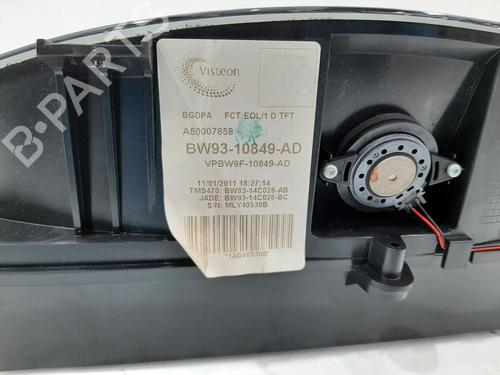 Visteon
BGDPA FCT:EOL/1 D TFT
A50007658
BW93-10849-AD
VPBW9F-10849-AD
11/01/2011 18:27:14
TMS470: BW93-14C026-AB
JADE: BW93-14C026-BC
S/N: MLY40530B
*1AD40530B*
B-PARTS